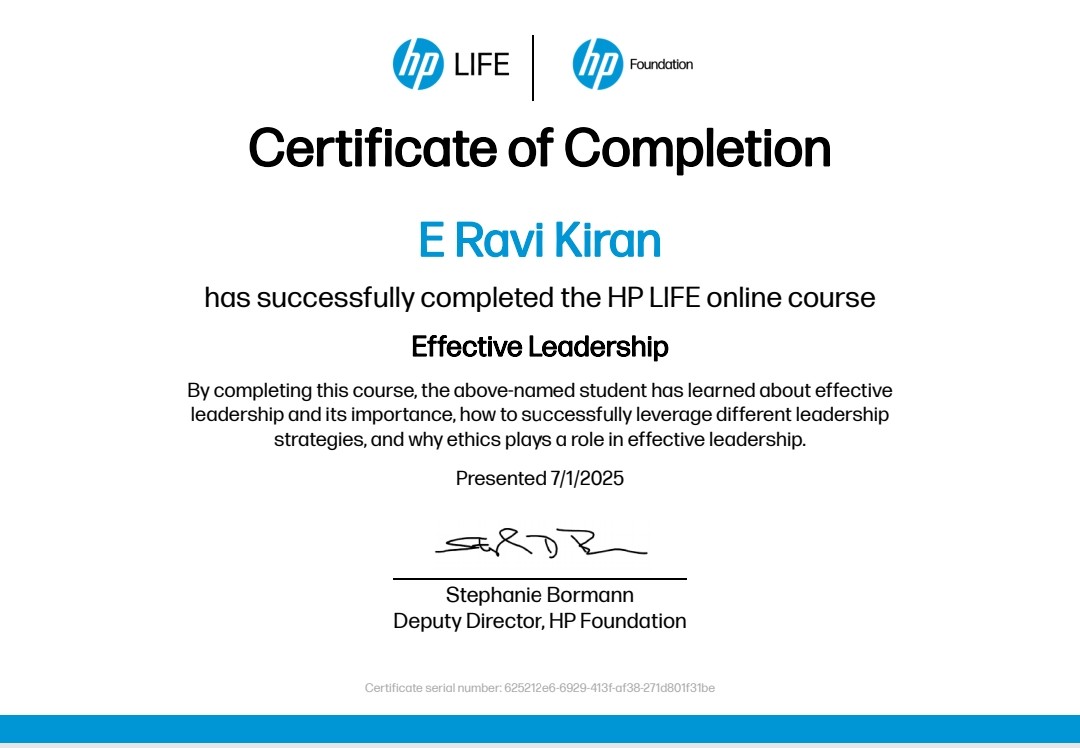 hp LIFE | hp Foundation
Certificate of Completion
E Ravi Kiran
has successfully completed the HP LIFE online course
Effective Leadership
By completing this course, the above-named student has learned about effective
leadership and its importance, how to successfully leverage different leadership
strategies, and why ethics plays a role in effective leadership.
Presented 7/1/2025
Stephanie Bormann
Deputy Director, HP Foundation
Certificate serial number: 625212e6-6929-413f-af38-271d801f31be